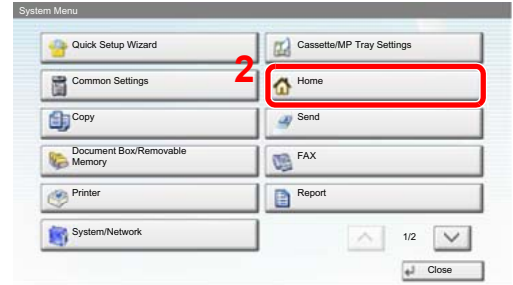 System Menu
Quick Setup Wizard
Cassette/MP Tray Settings
2
Common Settings
Home
Copy
Send
Document Box/Removable
Memory
FAX
Printer
Report
System/Network
1/2
Close